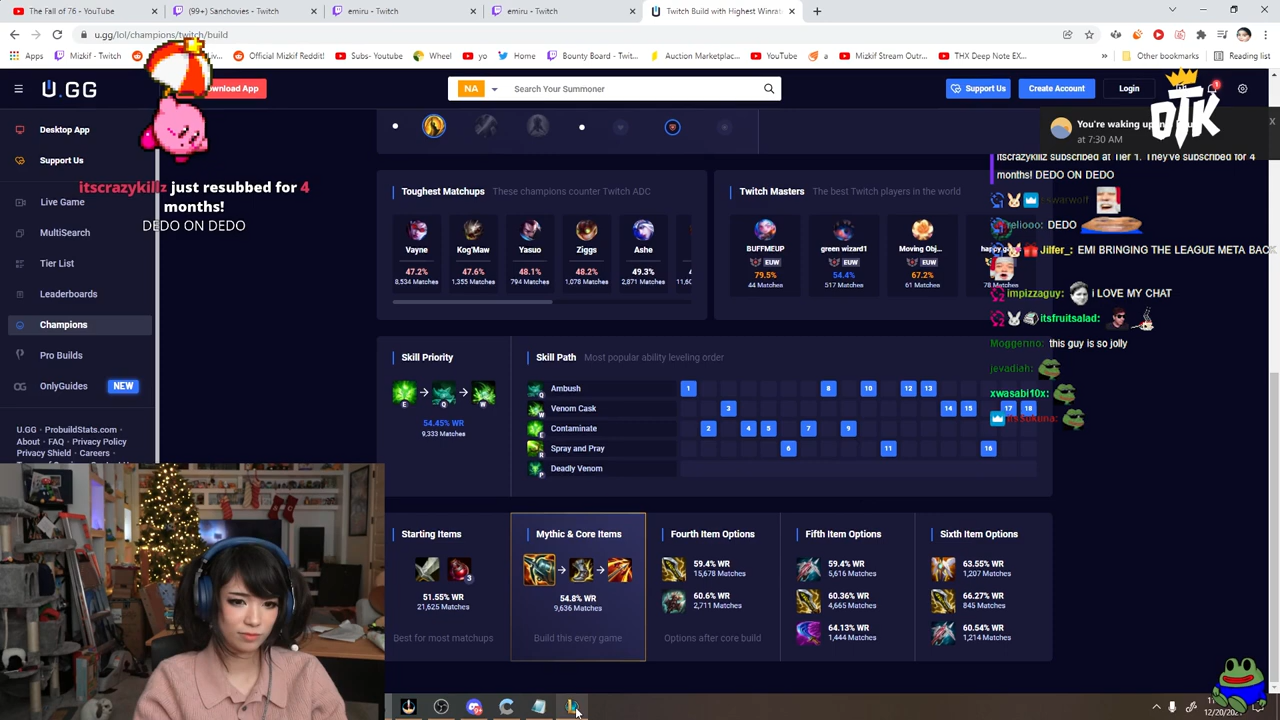 The Fall of 76 - YouTube
(99+) Sanchovies - Twitch
emiru - Twitch
emiru - Twitch
Twitch Build with Highest Winra
u.gg/lol/champions/twitch/build
Apps
Mizkif - Twitch
Official Mizkif Reddit!
Subs- Youtube
Wheel
yo
Home
Bounty Board - Twit...
Auction Marketplac...
YouTube
a
Mizkif Stream Outr...
THX Deep Note EX...
Other Bookmarks
Reading list
U.GG
wnload App
NA
Search Your Summoner
Support Us
Create Account
Login
1
OTK
You're waking up
at 7:30 AM
Desktop App
Support Us
Live Game
MultiSearch
Tier List
Leaderboards
Champions
Pro Builds
OnlyGuides
NEW
U.GG ProbuildStats.com
About FAQ Privacy Policy
Privacy Shield Careers
itscrazykillz just resubbed for 4
months!
DEDO ON DEDO
Toughest Matchups These champions counter Twitch ADC
Vayne Kog'Maw Yasuo Ziggs Ashe
47.2% 47.6% 48.1% 48.2% 49.3%
8,534 Matches 1,355 Matches 794 Matches 1,078 Matches 2,871 Matches
Twitch Masters The best Twitch players in the world
BUFFMEUP green wizard1 Moving Obj...
EUW EUW EUW
79.5% 54.4% 67.2%
44 Matches 517 Matches 61 Matches 78 Matches
itscrazykillz subscribed at Tier 1. They've subscribed for 4
months! DEDO ON DEDO
swarwolf
reliooo: DEDO
Jilfer_: EMI BRINGING THE LEAGUE META BACK
impizzaguy: i LOVE MY CHAT
itsfruitsalad:
Moggerino: this guy is so jolly
jevadiah:
xwasabi10x:
itssokuna:
Skill Priority
E Q W
54.45% WR
9,333 Matches
Skill Path Most popular ability leveling order
Q Ambush 1 8 10 12 13
W Venom Cask 3 14 15 17 18
E Contaminate 2 4 5 7 9
R Spray and Pray 6 11 16
P Deadly Venom
Starting Items
3
51.55% WR
21,625 Matches
Best for most matchups
Mythic & Core Items
54.8% WR
9,636 Matches
Build this every game
Fourth Item Options
59.4% WR
15,678 Matches
60.6% WR
2,711 Matches
Options after core build
Fifth Item Options
59.4% WR
5,616 Matches
60.36% WR
4,665 Matches
64.13% WR
1,444 Matches
Sixth Item Options
63.55% WR
1,207 Matches
66.27% WR
845 Matches
60.54% WR
1,214 Matches